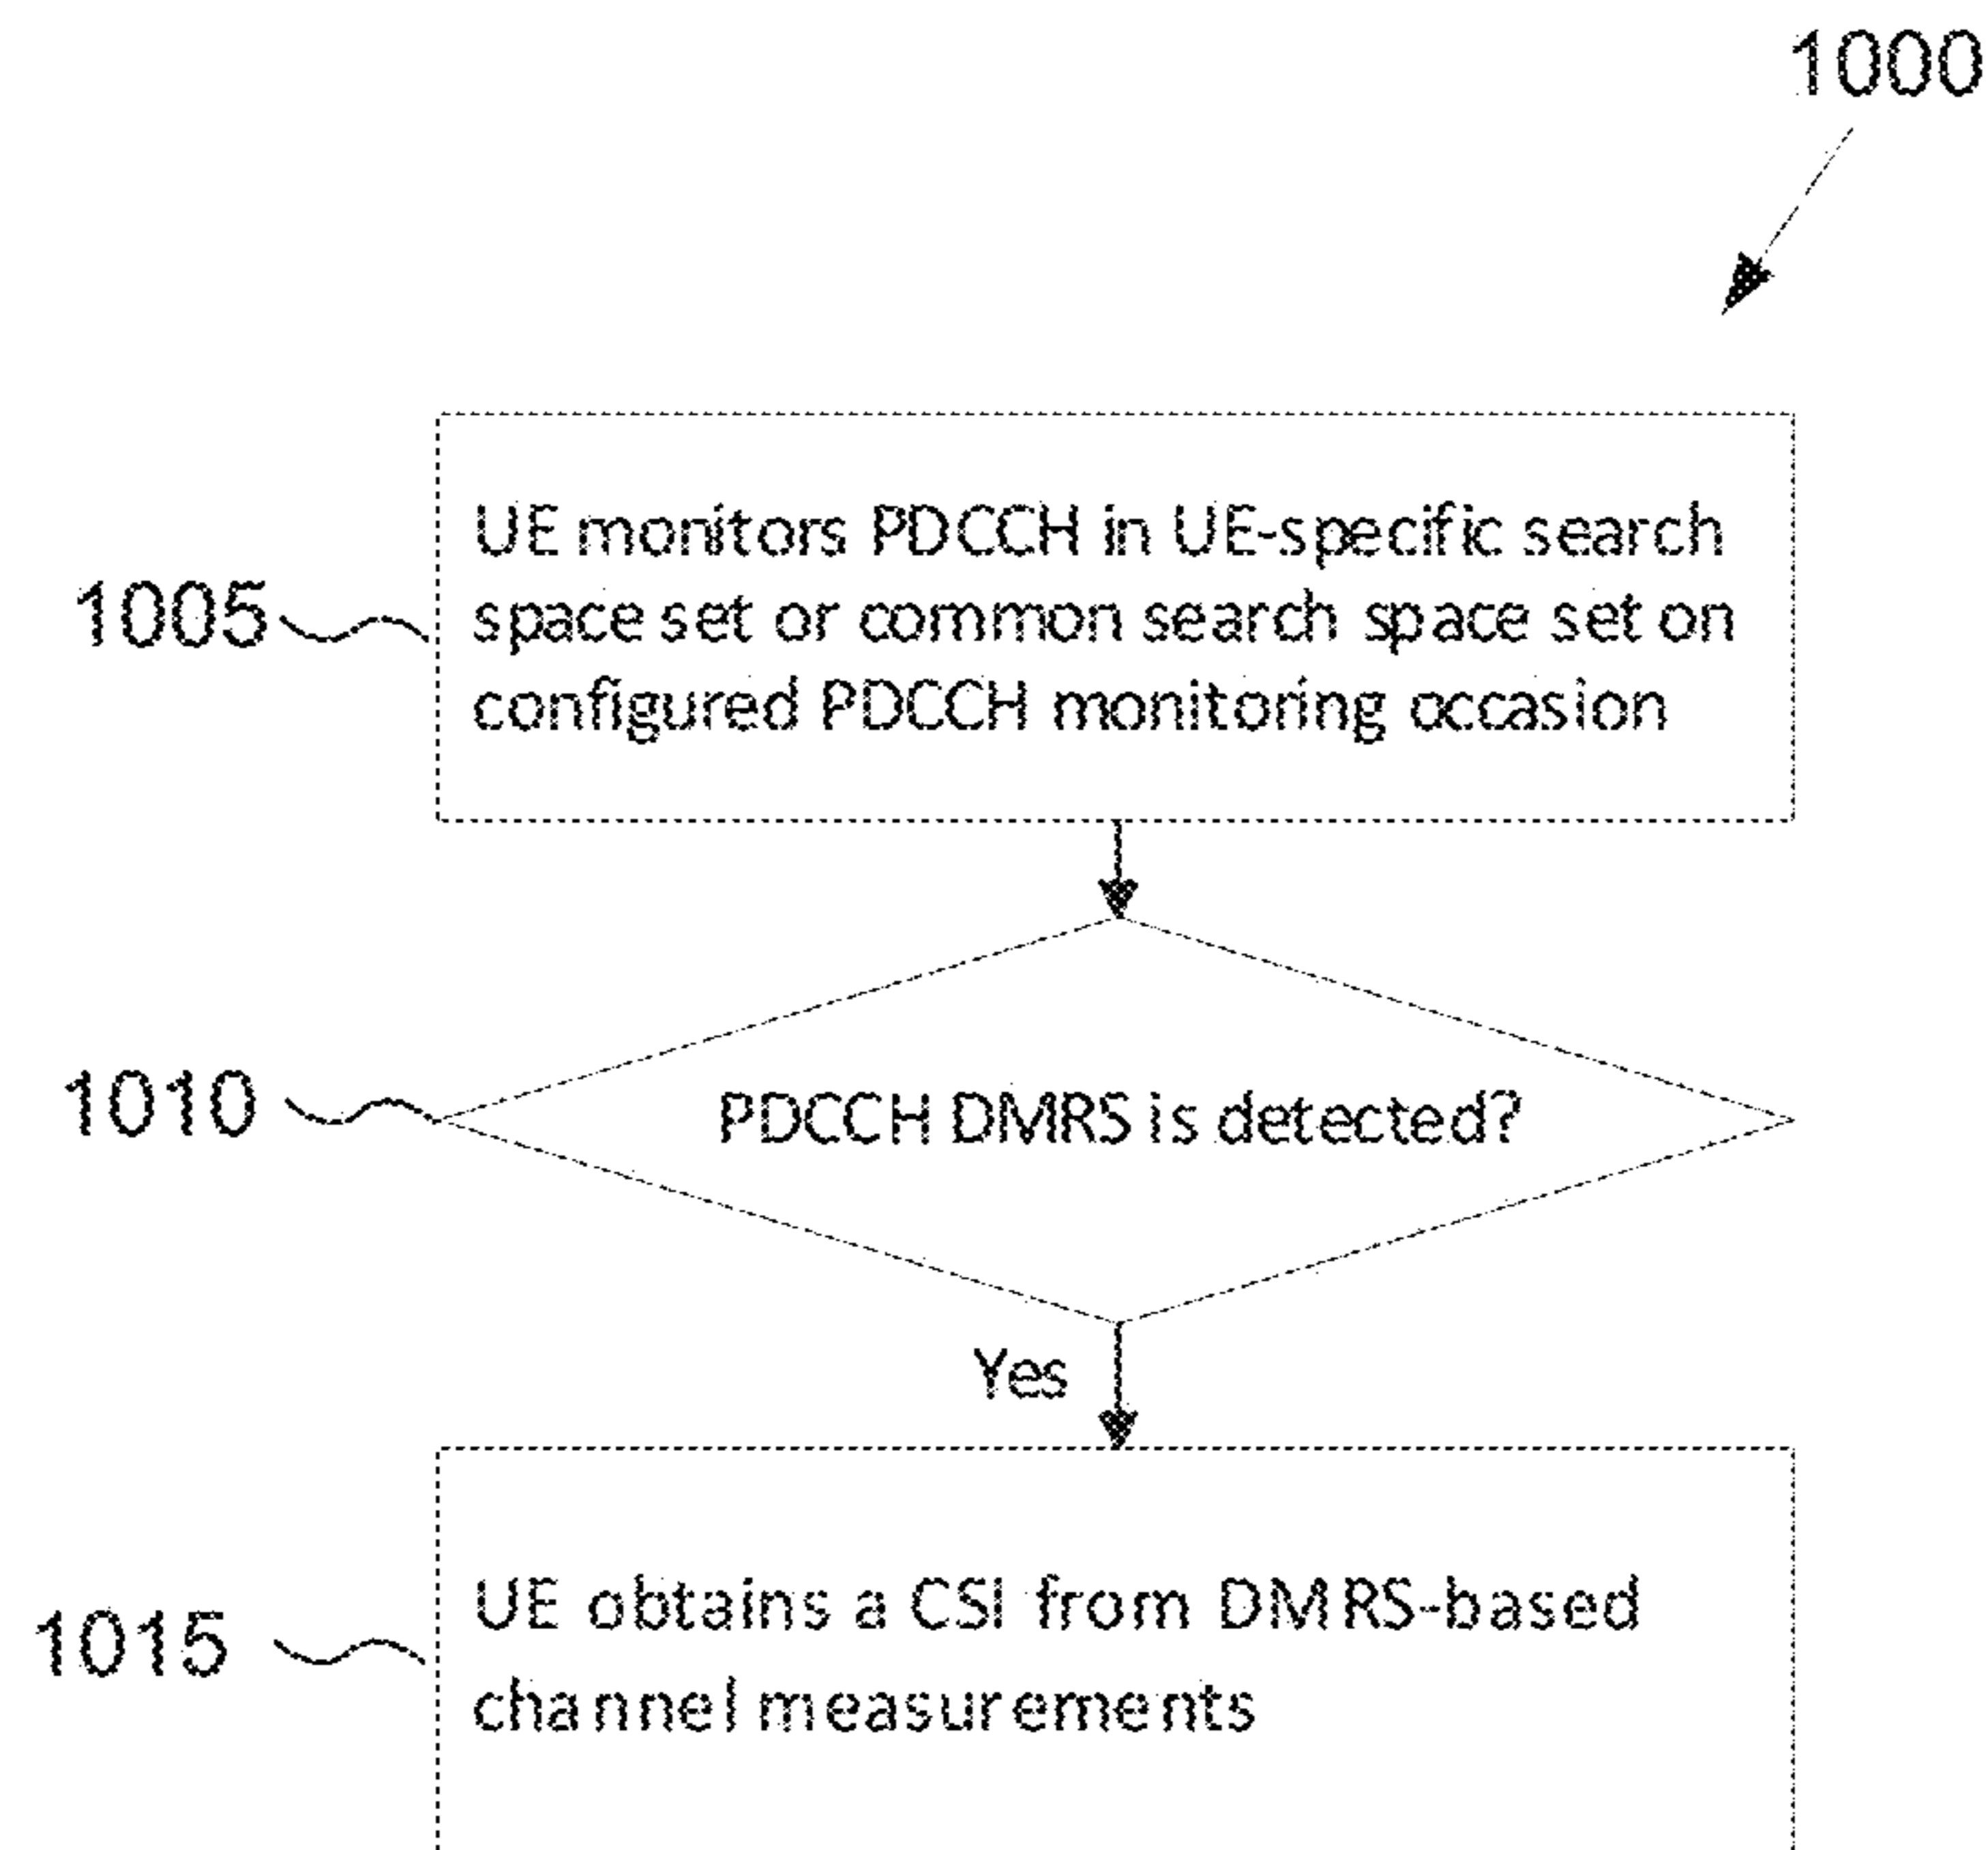 1000
1005
UE monitors PDCCH in UE-specific search
space set or common search space set on
configured PDCCH monitoring occasion
1010
PDCCH DMRS is detected?
Yes
1015
UE obtains a CSI from DMRS-based
channel measurements